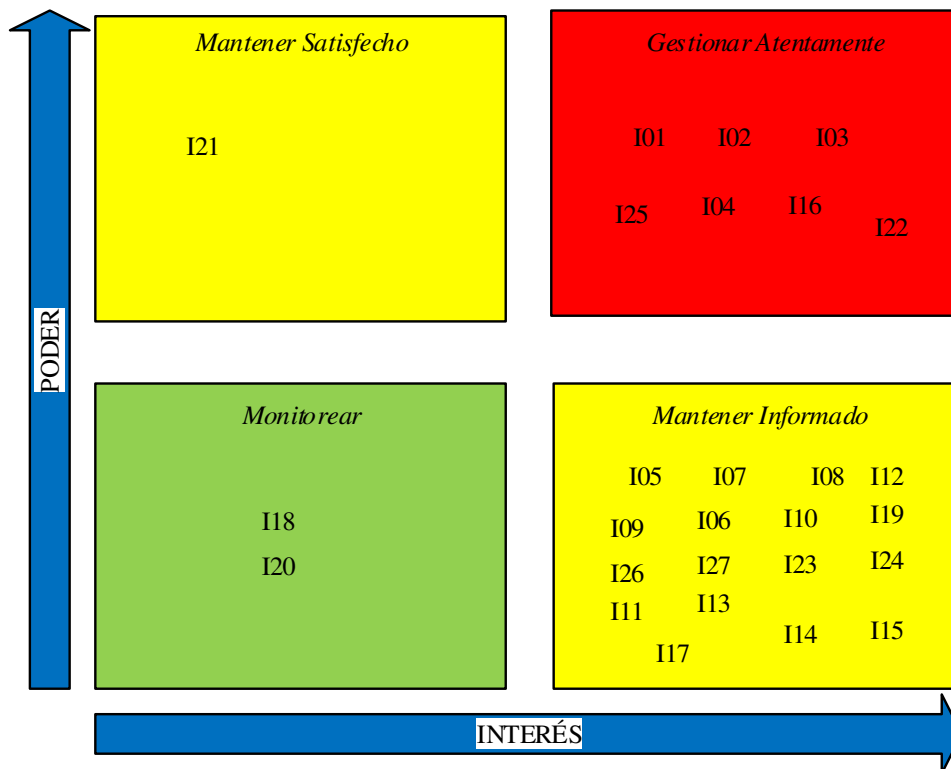 Mantener Satisfecho
I21
Gestionar Atentamente
I01 I02 I03
I25 I04 I16 I22
PODER
Monitorear
I18
I20
Mantener Informado
I05 I07 I08 I12
I09 I06 I10 I19
I26 I27 I23 I24
I11 I13
I14 I15
I17
INTERÉS